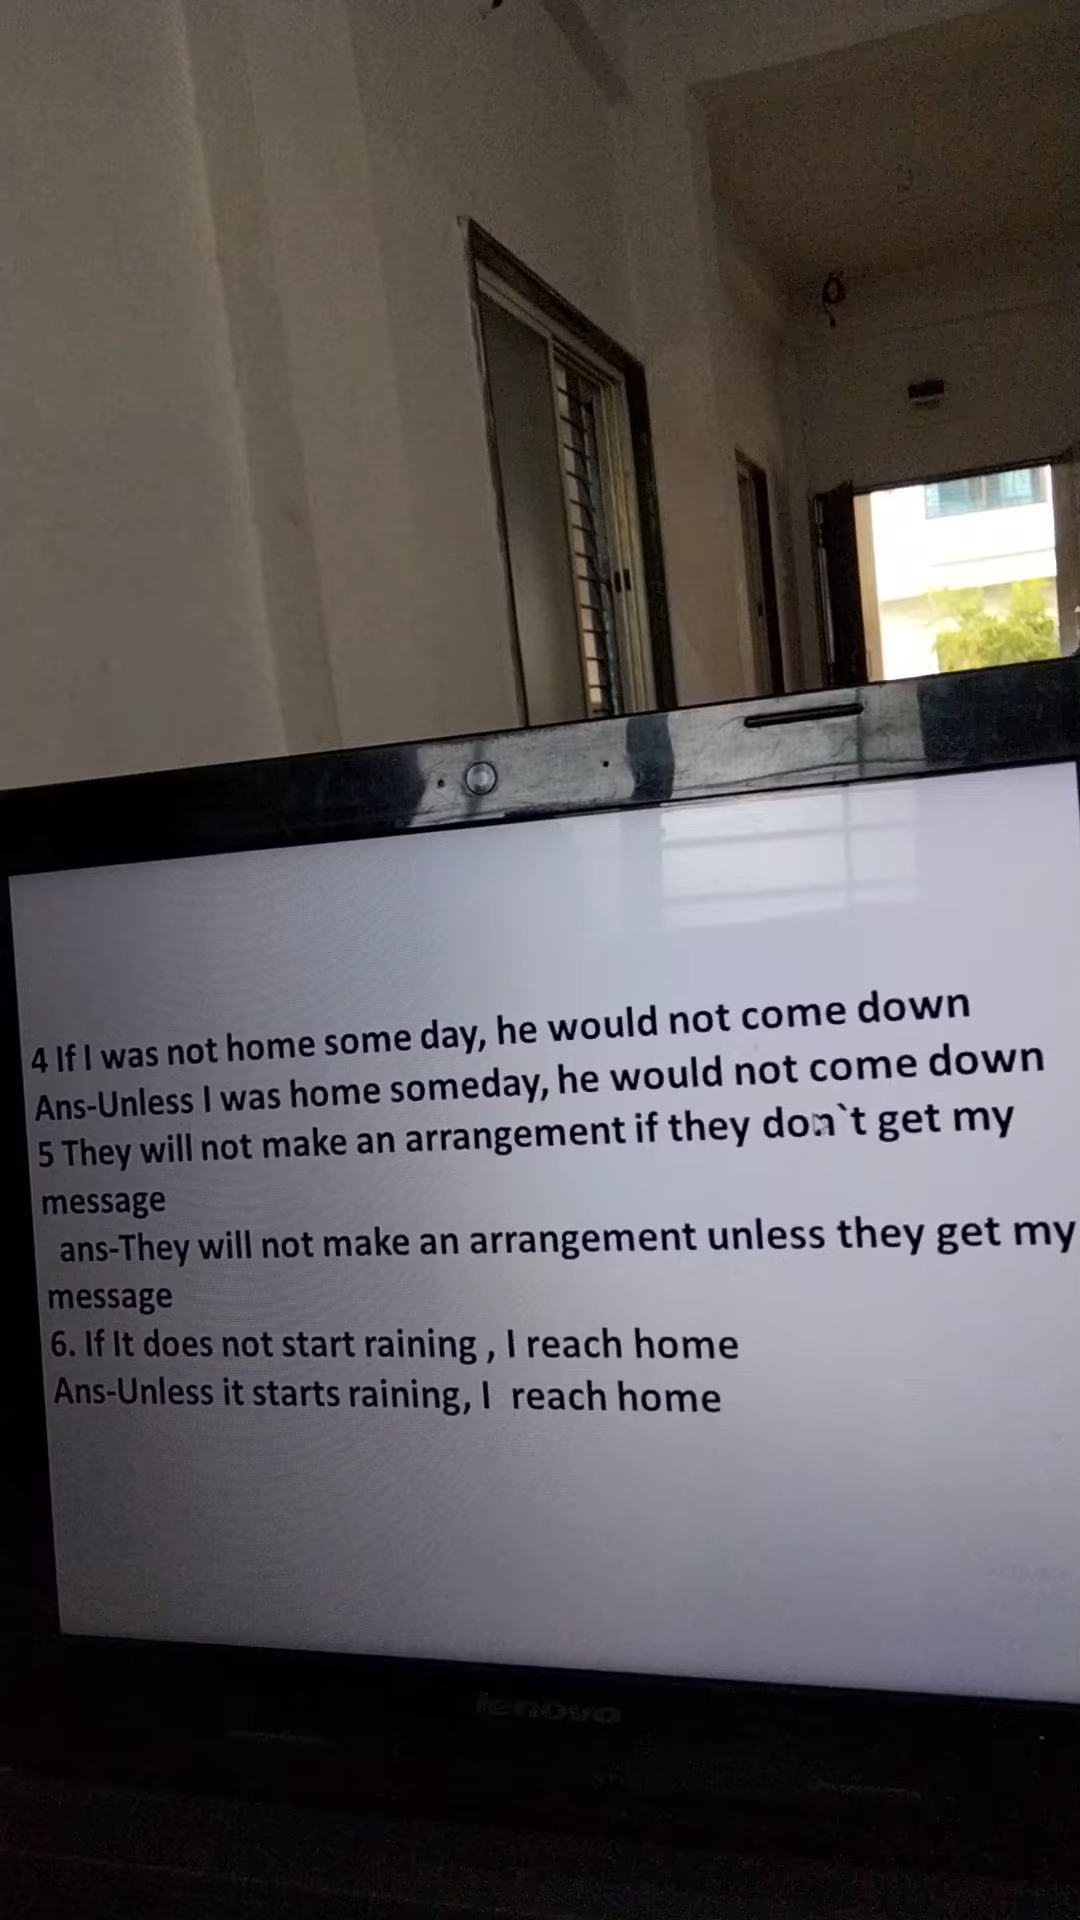 4 If I was not home some day, he would not come down
Ans-Unless I was home someday, he would not come down
5 They will not make an arrangement if they don`t get my
message
ans-They will not make an arrangement unless they get my
message
6. If It does not start raining , I reach home
Ans-Unless it starts raining, I  reach home
lenovo